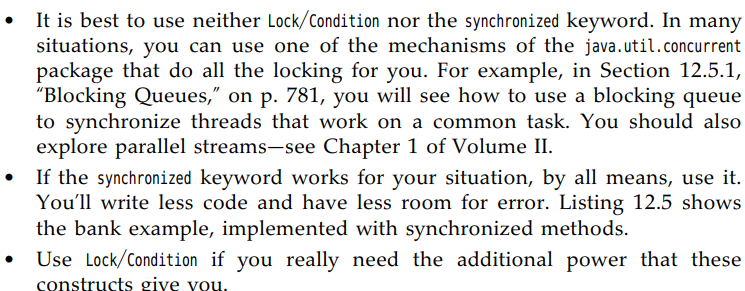 • It is best to use neither Lock/Condition nor the synchronized keyword. In many
situations, you can use one of the mechanisms of the java.util.concurrent
package that do all the locking for you. For example, in Section 12.5.1,
“Blocking Queues,” on p. 781, you will see how to use a blocking queue
to synchronize threads that work on a common task. You should also
explore parallel streams—see Chapter 1 of Volume II.
• If the synchronized keyword works for your situation, by all means, use it.
You’ll write less code and have less room for error. Listing 12.5 shows
the bank example, implemented with synchronized methods.
• Use Lock/Condition if you really need the additional power that these
constructs give you.